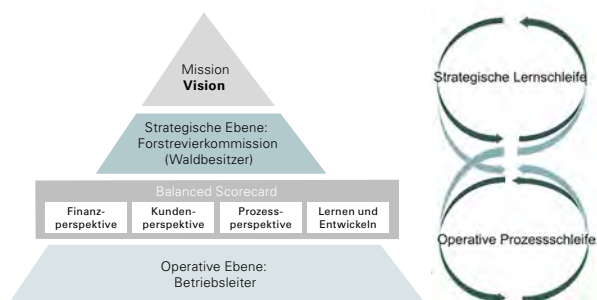 Mission
Vision
Strategische Ebene:
Forstrevierkommission
(Waldbesitzer)
Balanced Scorecard
Finanz-
perspektive
Kunden-
perspektive
Prozess-
perspektive
Lernen und
Entwickeln
Operative Ebene:
Betriebsleiter
Strategische Lernschleife
Operative Prozessschleife